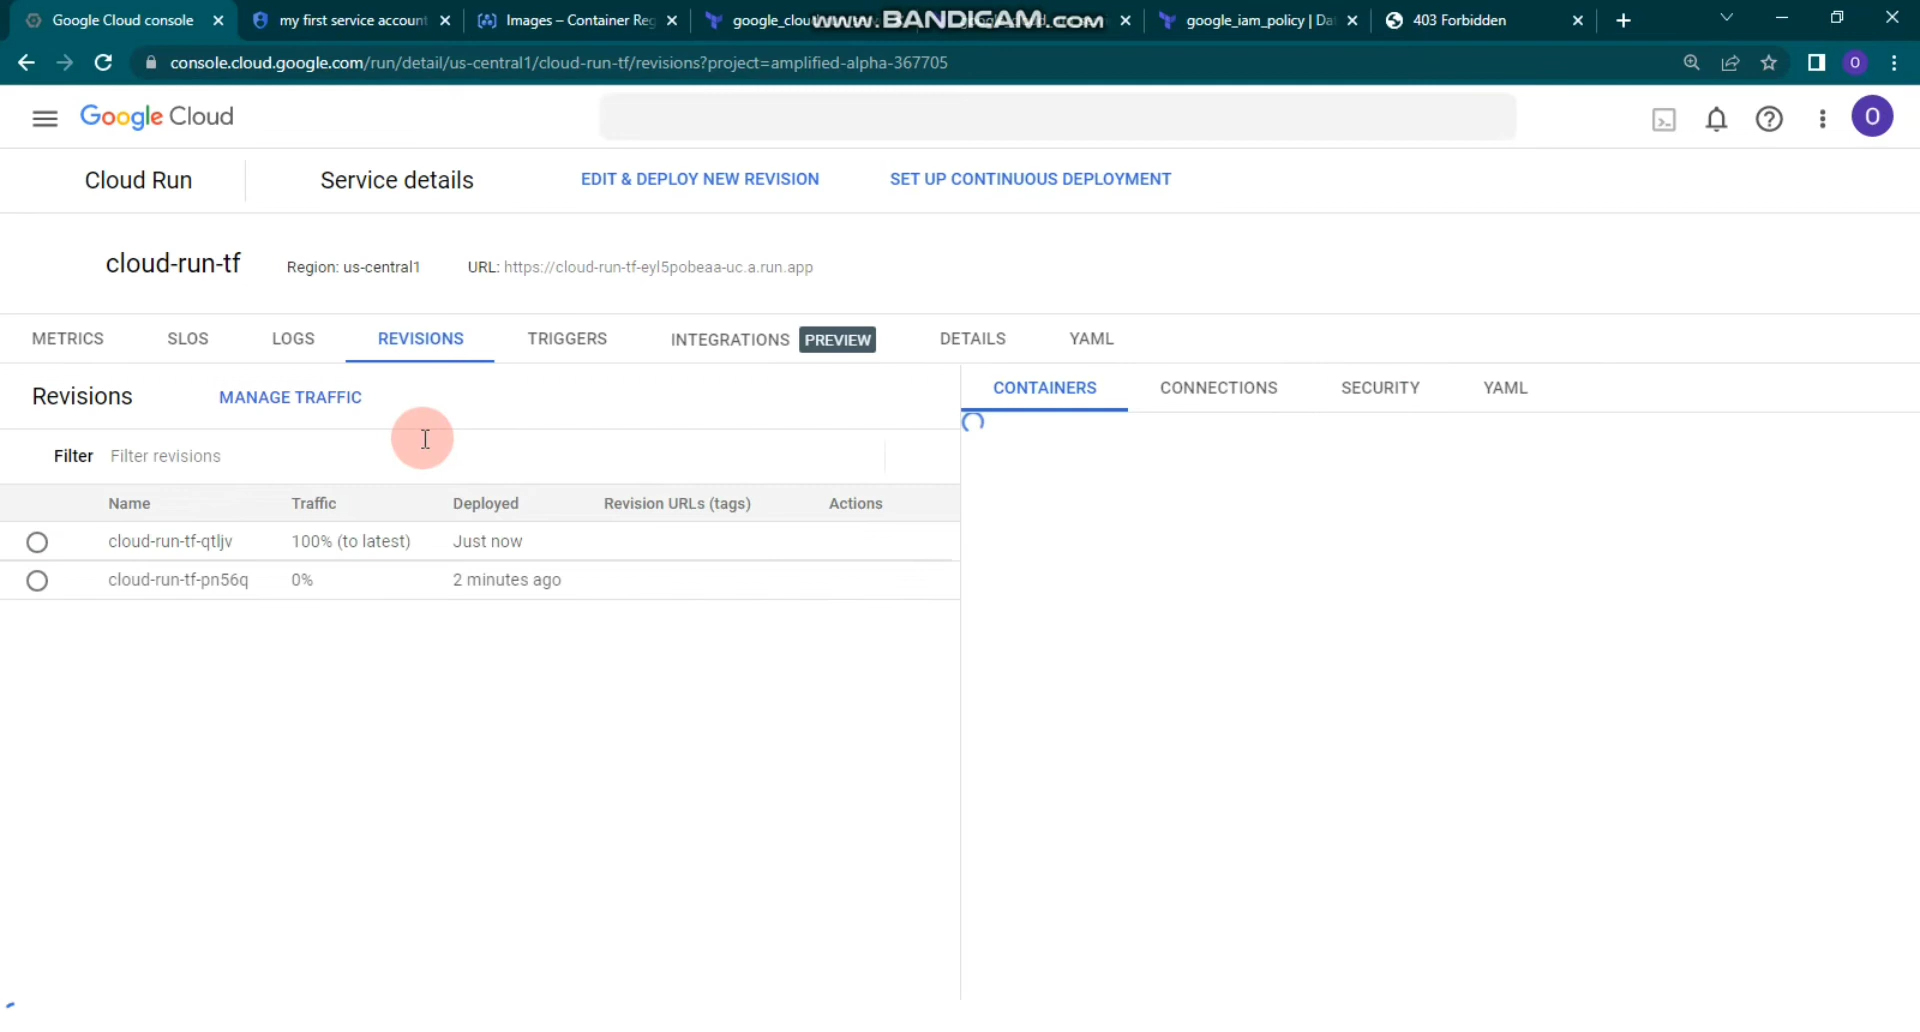 Google Cloud console
my first service account
Images – Container Reg
google_clou
www.BANDICAM.com
google_iam_policy | Da
403 Forbidden
console.cloud.google.com/run/detail/us-central1/cloud-run-tf/revisions?project=amplified-alpha-367705
O
Google Cloud
O
Cloud Run
Service details
EDIT & DEPLOY NEW REVISION
SET UP CONTINUOUS DEPLOYMENT
cloud-run-tf
Region: us-central1
URL: https://cloud-run-tf-eyl5pobeaa-uc.a.run.app
METRICS
SLOS
LOGS
REVISIONS
TRIGGERS
INTEGRATIONS PREVIEW
DETAILS
YAML
Revisions
MANAGE TRAFFIC
CONTAINERS
CONNECTIONS
SECURITY
YAML
Filter Filter revisions
Name Traffic Deployed Revision URLs (tags) Actions
cloud-run-tf-qtljv 100% (to latest) Just now
cloud-run-tf-pn56q 0% 2 minutes ago